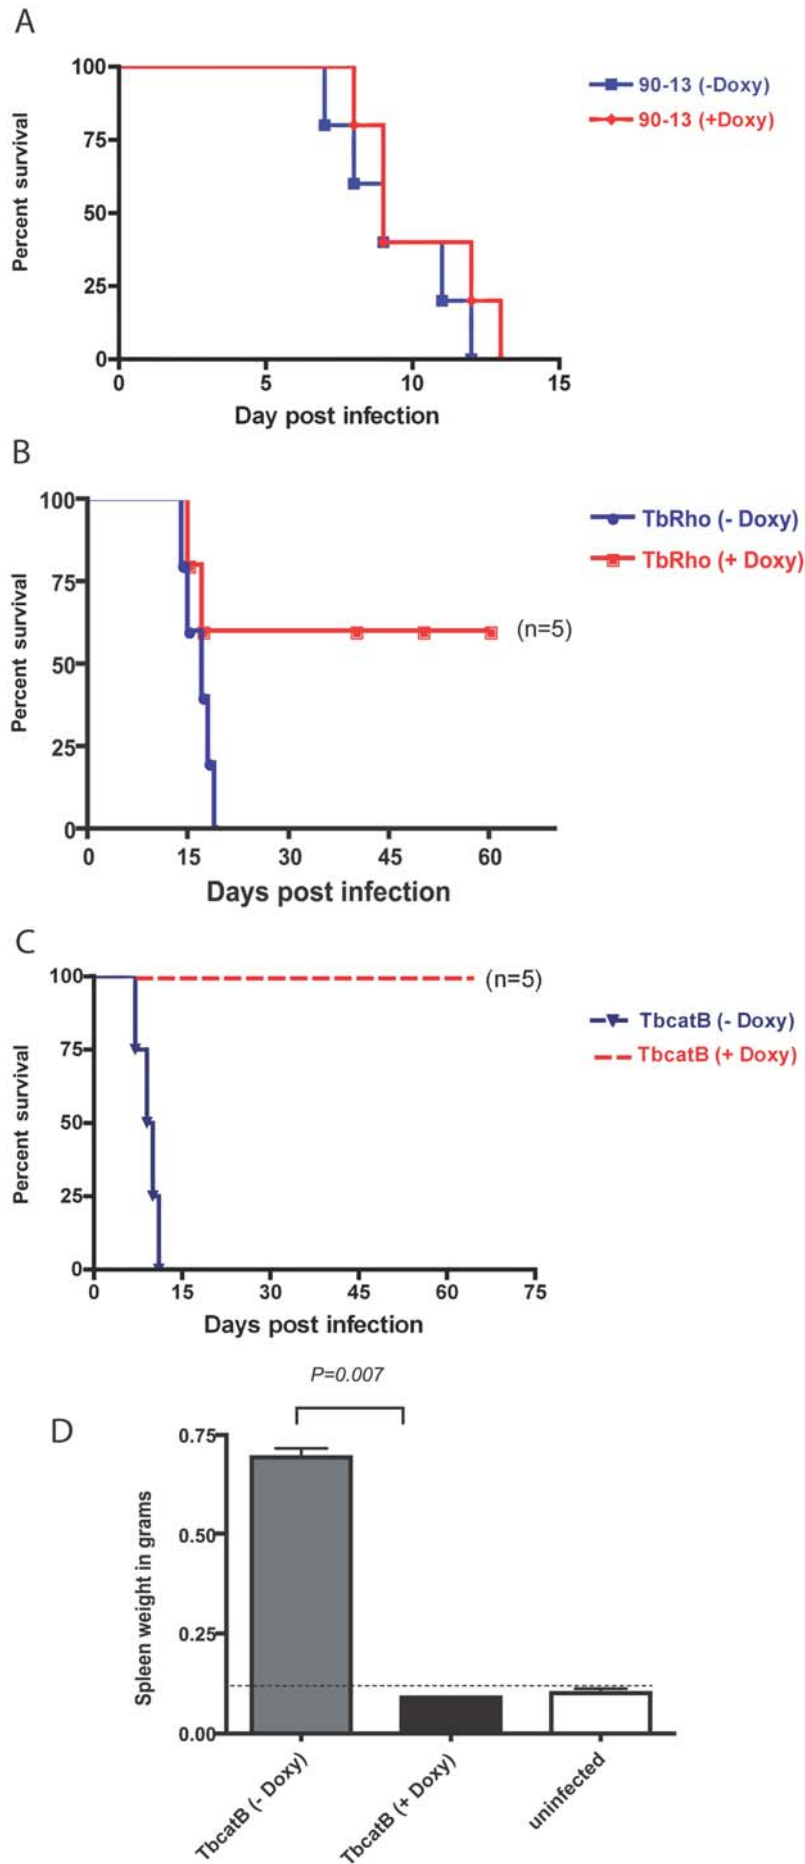 A
Percent survival
100
75
50
25
0
0 5 10 15
Day post infection
90-13 (-Doxy)
90-13 (+Doxy)
B
Percent survival
100
75
50
25
0
0 15 30 45 60
Days post infection
(n=5)
TbRho (- Doxy)
TbRho (+ Doxy)
C
Percent survival
100
75
50
25
0
0 15 30 45 60 75
Days post infection
(n=5)
TbcatB (- Doxy)
TbcatB (+ Doxy)
D
P=0.007
Spleen weight in grams
0.75
0.50
0.25
0.00
TbcatB (- Doxy)
TbcatB (+ Doxy)
uninfected